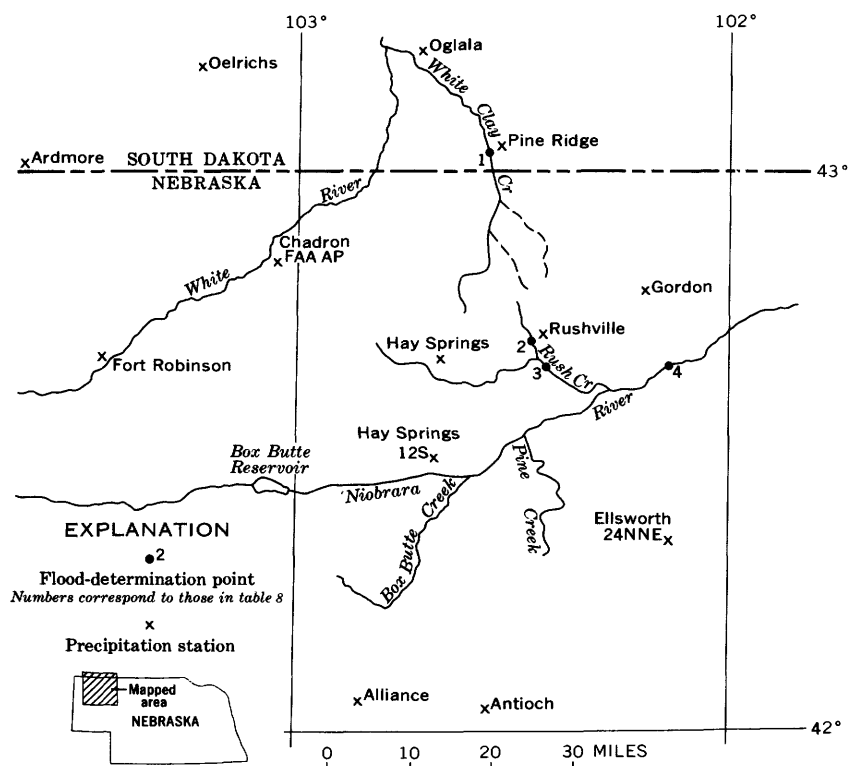 103°
102°
Oglala
Oelrichs
White
Clay
Pine Ridge
1
Ardmore
SOUTH DAKOTA
NEBRASKA
43°
Cr
River
Chadron
FAA AP
White
Gordon
Rushville
Hay Springs
2
Rush Cr
Fort Robinson
3
4
River
Hay Springs
12S
Box Butte
Reservoir
Niobrara
Pine
Creek
Box Butte
Creek
Ellsworth
24NNE
EXPLANATION
2
Flood-determination point
Numbers correspond to those in table 8
Precipitation station
Mapped
area
NEBRASKA
Alliance
Antioch
42°
0 10 20 30 MILES